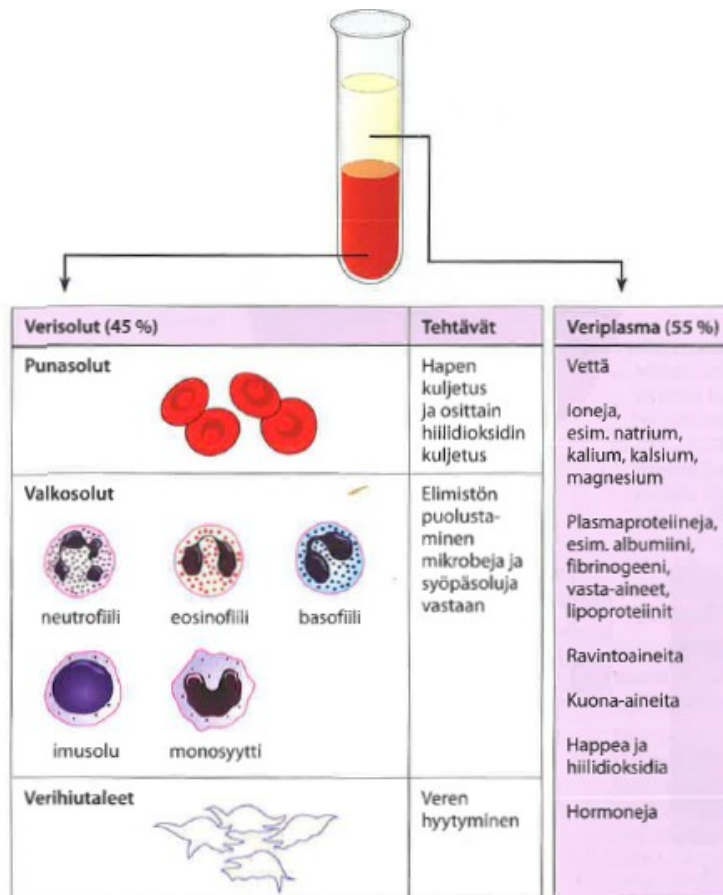 Verisolut (45 %)
Tehtävät
Punasolut
Hapen
kuljetus
ja osittain
hiilidioksidin
kuljetus
Valkosolut
neutrofiili
eosinofiili
basofiili
imusolu
monosyytti
Elimistön
puolusta-
minen
mikrobeja ja
syöpäsoluja
vastaan
Verihiutaleet
Veren
hyytyminen
Veriplasma (55 %)
Vettä
Ioneja,
esim. natrium,
kalium, kalsium,
magnesium
Plasmaproteiineja,
esim. albumiini,
fibrinogeeni,
vasta-aineet,
lipoproteiinit
Ravintoaineita
Kuona-aineita
Happea ja
hiilidioksidia
Hormoneja